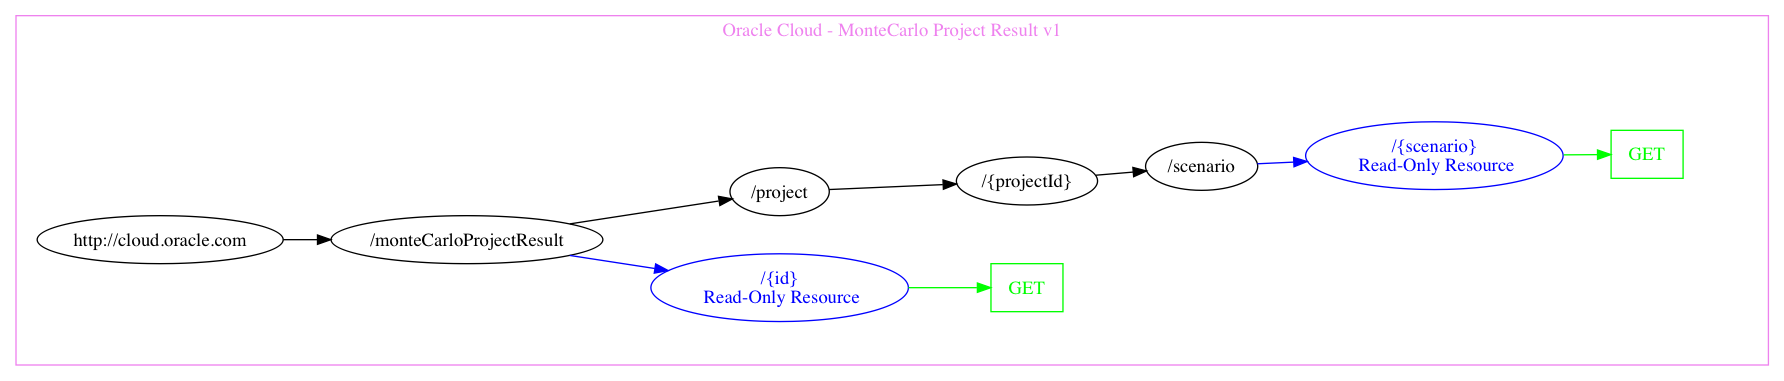 Oracle Cloud - MonteCarlo Project Result v1
http://cloud.oracle.com
/monteCarloProjectResult
/project
/{projectId}
/scenario
/{scenario}
Read-Only Resource
GET
/{id}
Read-Only Resource
GET